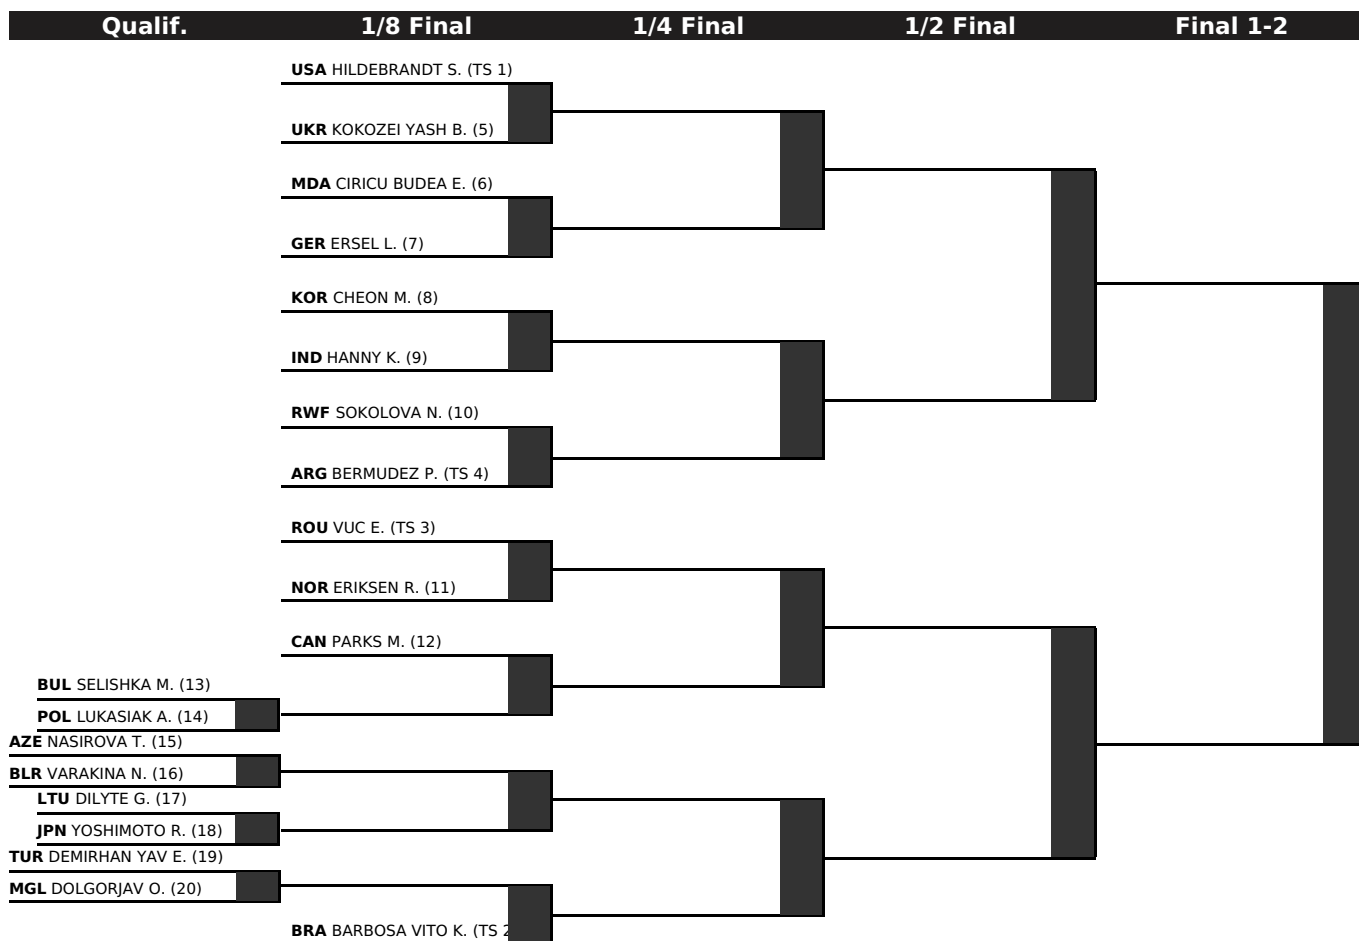 Qualif. 1/8 Final 1/4 Final 1/2 Final Final 1-2
USA HILDEBRANDT S. (TS 1)
UKR KOKOZEI YASH B. (5)
MDA CIRICU BUDEA E. (6)
GER ERSEL L. (7)
KOR CHEON M. (8)
IND HANNY K. (9)
RWF SOKOLOVA N. (10)
ARG BERMUDEZ P. (TS 4)
ROU VUC E. (TS 3)
NOR ERIKSEN R. (11)
CAN PARKS M. (12)
BUL SELISHKA M. (13)
POL LUKASIAK A. (14)
AZE NASIROVA T. (15)
BLR VARAKINA N. (16)
LTU DILYTE G. (17)
JPN YOSHIMOTO R. (18)
TUR DEMIRHAN YAV E. (19)
MGL DOLGORJAV O. (20)
BRA BARBOSA VITO K. (TS 2